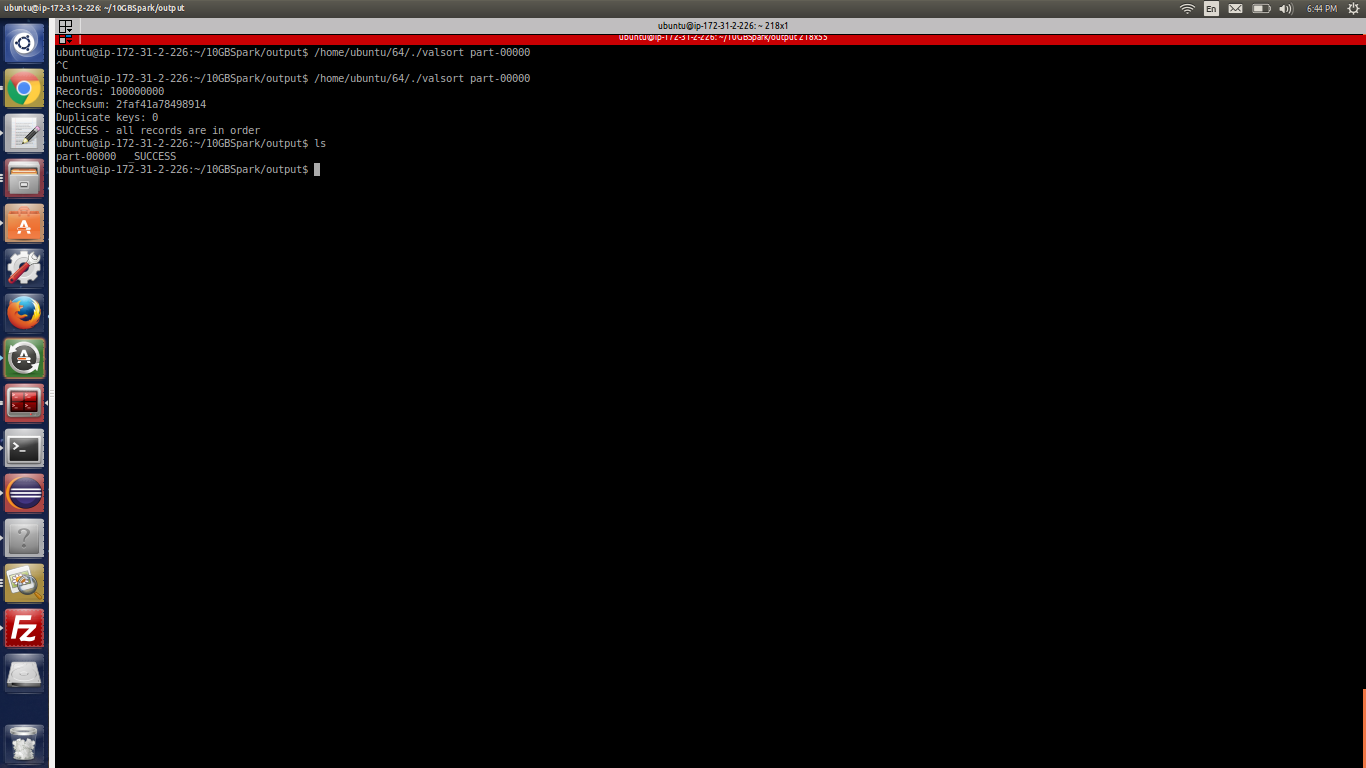 ubuntu@ip-172-31-2-226: ~/10GBSpark/output
En
6:44 PM
ubuntu@ip-172-31-2-226: ~ 218x1
ubuntu@ip-172-31-2-226: ~/10GBSpark/output 218x55
ubuntu@ip-172-31-2-226:~/10GBSpark/output$ /home/ubuntu/64/./valsort part-00000
^C
ubuntu@ip-172-31-2-226:~/10GBSpark/output$ /home/ubuntu/64/./valsort part-00000
Records: 100000000
Checksum: 2faf41a78498914
Duplicate keys: 0
SUCCESS - all records are in order
ubuntu@ip-172-31-2-226:~/10GBSpark/output$ ls
part-00000  _SUCCESS
ubuntu@ip-172-31-2-226:~/10GBSpark/output$
Fz